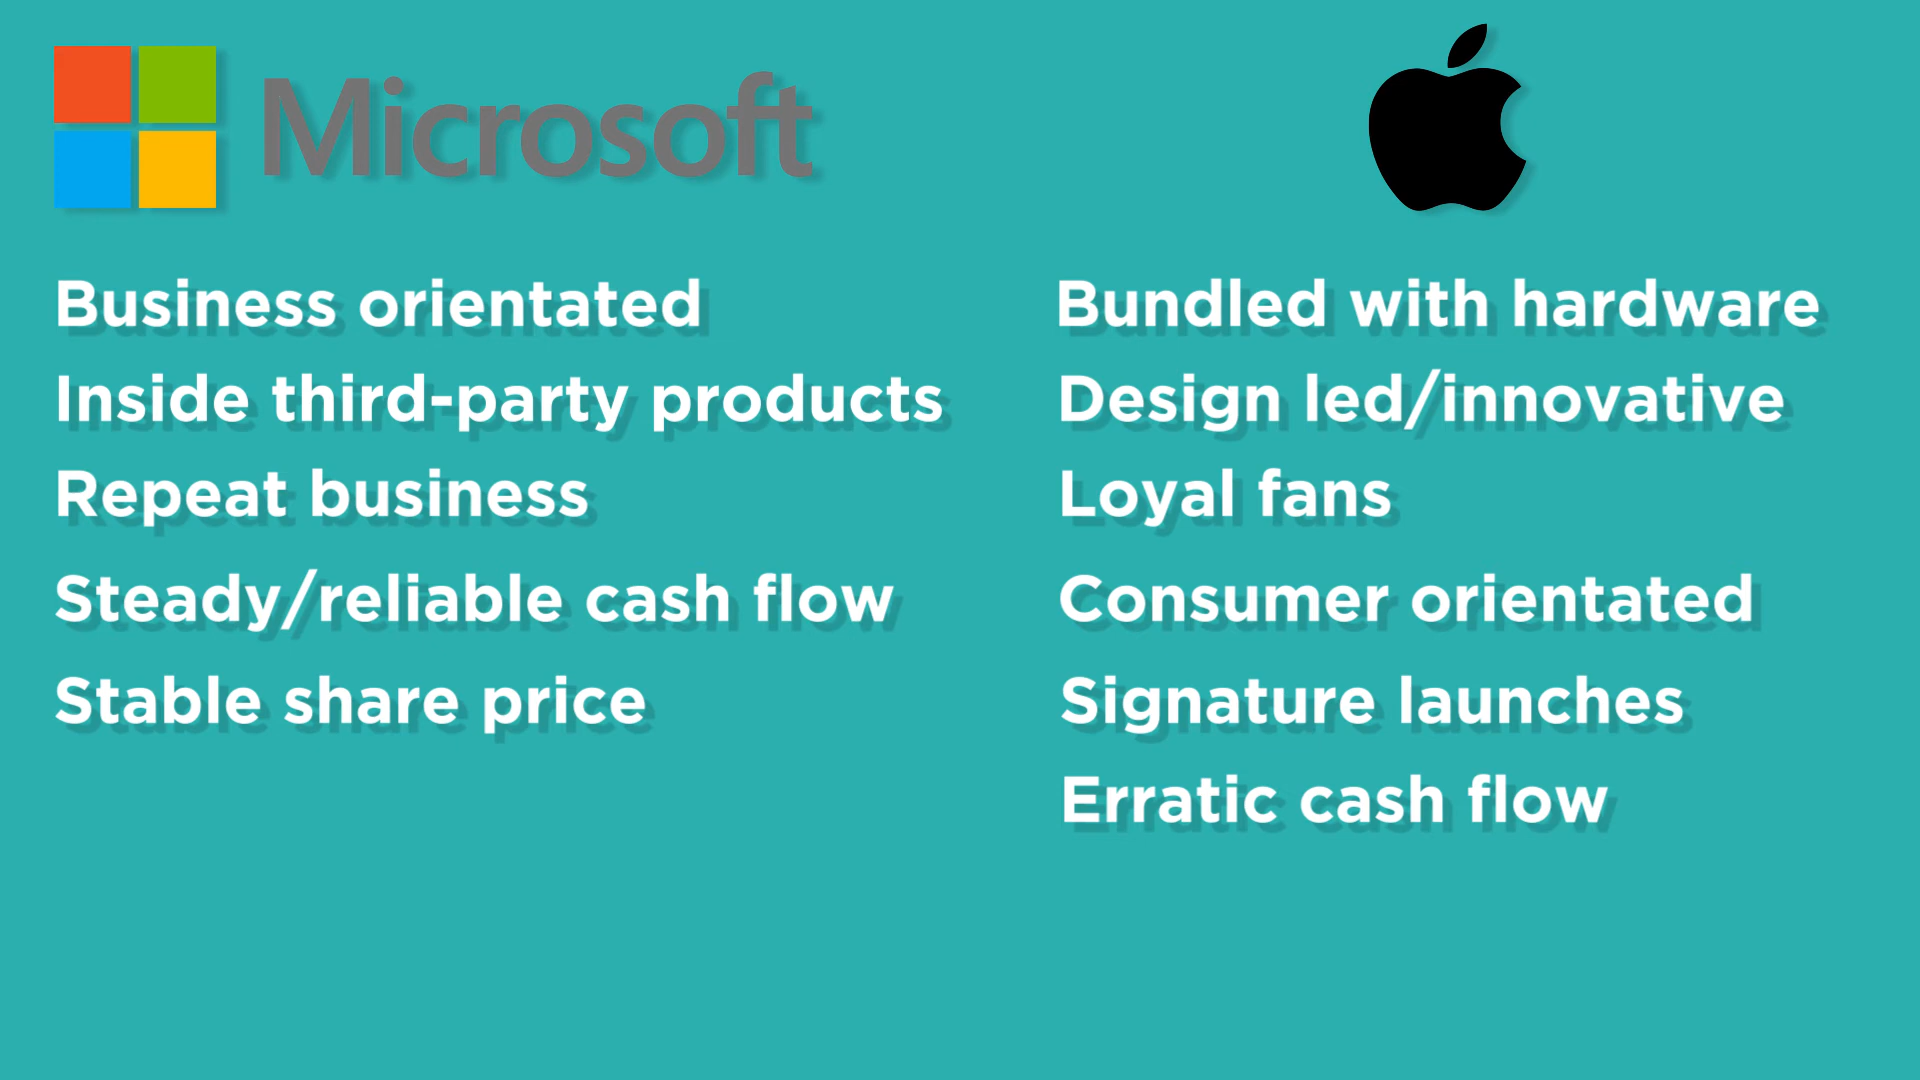 Microsoft
Business orientated
Inside third-party products
Repeat business
Steady/reliable cash flow
Stable share price
Bundled with hardware
Design led/innovative
Loyal fans
Consumer orientated
Signature launches
Erratic cash flow